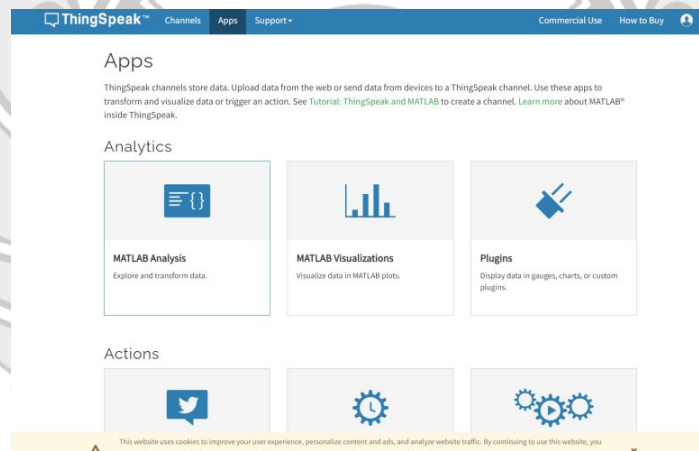 ThingSpeak™ Channels Apps Support Commercial Use How to Buy
Apps
ThingSpeak channels store data. Upload data from the web or send data from devices to a ThingSpeak channel. Use these apps to
transform and visualize data or trigger an action. See Tutorial: ThingSpeak and MATLAB to create a channel. Learn more about MATLAB®
inside ThingSpeak.
Analytics
MATLAB Analysis
Explore and transform data.
MATLAB Visualizations
Visualize data in MATLAB plots.
Plugins
Display data in gauges, charts, or custom
plugins.
Actions
This website uses cookies to improve your user experience, personalize content and ads, and analyze website traffic. By continuing to use this website, you